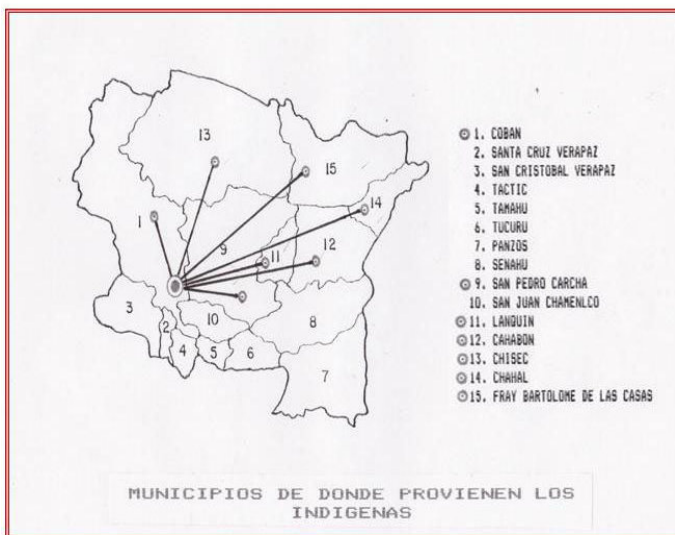 13
15
14
1
9
11
12
3
2
10
8
4
5
6
7
1. COBAN
2. SANTA CRUZ VERAPAZ
3. SAN CRISTOBAL VERAPAZ
4. TACTIC
5. TAMAHU
6. TUCURU
7. PANZOS
8. SENAHU
9. SAN PEDRO CARCHA
10. SAN JUAN CHAMENLCO
11. LANQUIN
12. CAHABON
13. CHISEC
14. CHAHAL
15. FRAY BARTOLOME DE LAS CASAS
MUNICIPIOS DE DONDE PROVIENEN LOS
INDIGENAS